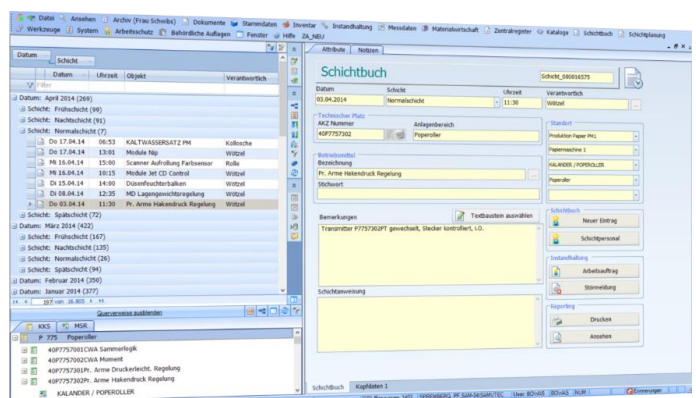 Datei Ansehen Archiv (Frau Schwibs) Dokumente Stammdaten Inventar Instandhaltung Messdaten Materialwirtschaft Zentralregister Kataloge Schichtbuch Schichtplanung
Werkzeuge System Arbeitsschutz Behördliche Auflagen Fenster Hilfe ZA_NEU
Datum
Schicht
Datum Uhrzeit Objekt Verantwortlich
Filter
Datum: April 2014 (269)
Schicht: Frühschicht (99)
Schicht: Nachtschicht (91)
Schicht: Normalschicht (7)
Do 17.04.14 06:53 KALTWASSERSATZ PM Kollosche
Do 17.04.14 13:01 Module Nip Wötzel
Mi 16.04.14 15:00 Scanner Aufrollung Farbsensor Rolle
Mi 16.04.14 10:15 Module Jet CD Control Wötzel
Di 15.04.14 14:00 Düsenfeuchterbalken Wötzel
Di 08.04.14 12:35 MD Lagengewichtsregelung Wötzel
Do 03.04.14 11:30 Pr. Arme Hakendruck Regelung Wötzel
Schicht: Spätschicht (72)
Datum: März 2014 (422)
Schicht: Frühschicht (167)
Schicht: Nachtschicht (135)
Schicht: Normalschicht (26)
Schicht: Spätschicht (94)
Datum: Februar 2014 (350)
Datum: Januar 2014 (377)
197 von 16.805
Querverweise ausblenden
KKS MSR
P 775 Poperoller
40P7757001CWA Sammerlogik
40P7757002CWA Moment
40P7757301Pr. Arme Druckerleicht. Regelung
40P7757302Pr. Arme Hakendruck Regelung
KALANDER / POPEROLLER
Attribute Notizen
Schichtbuch
Schicht_080016575
Datum Schicht Uhrzeit Verantwortlich
03.04.2014 Normalschicht 11:30 Wötzel
Technischer Platz
AKZ Nummer Anlagenbereich
40P7757302 Poperoller
Betriebsmittel
Bezeichnung
Pr. Arme Hakendruck Regelung
Stichwort
Standort
Produktion Papier PM1
Papiermaschine 1
KALANDER / POPEROLLER
Poperoller
Bemerkungen
Textbaustein auswählen
Transmitter P7757302PT gewechselt, Stecker kontrolliert, i.O.
Schichtanweisung
Schichtbuch
Neuer Eintrag
Schichtpersonal
Instandhaltung
Arbeitsauftrag
Störmeldung
Reporting
Drucken
Ansehen
Schichtbuch Kopfdaten 1
User BOWAS BOWAS NUM Erinnerungen